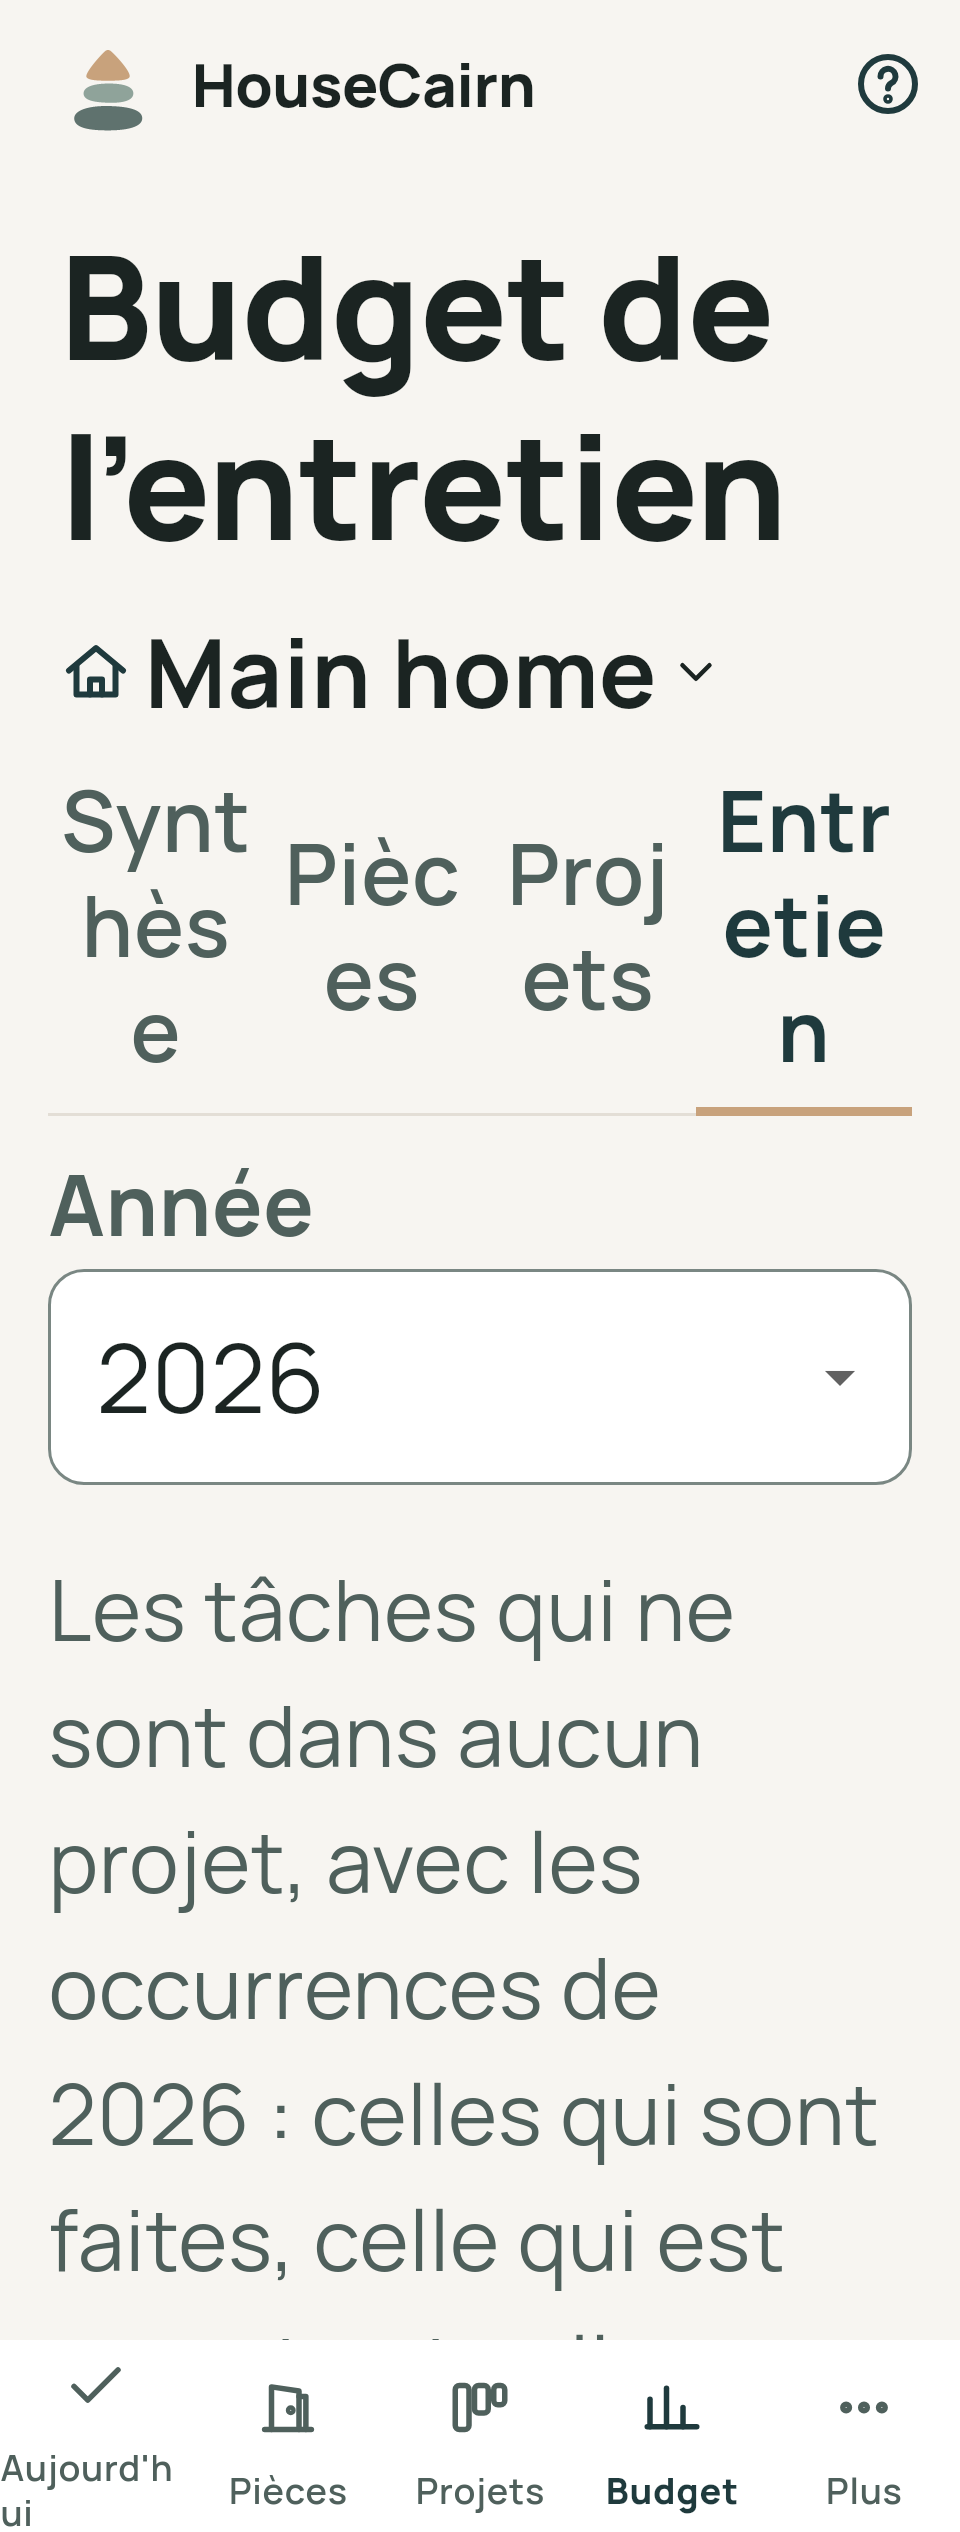 HouseCairn
Budget de
l’entretien
Main home
Synt
hès
e
Pièc
es
Proj
ets
Entr
etie
n
Année
2026
Les tâches qui ne
sont dans aucun
projet, avec les
occurrences de
2026 : celles qui sont
faites, celle qui est
Aujourd'h
ui
Pièces
Projets
Budget
Plus